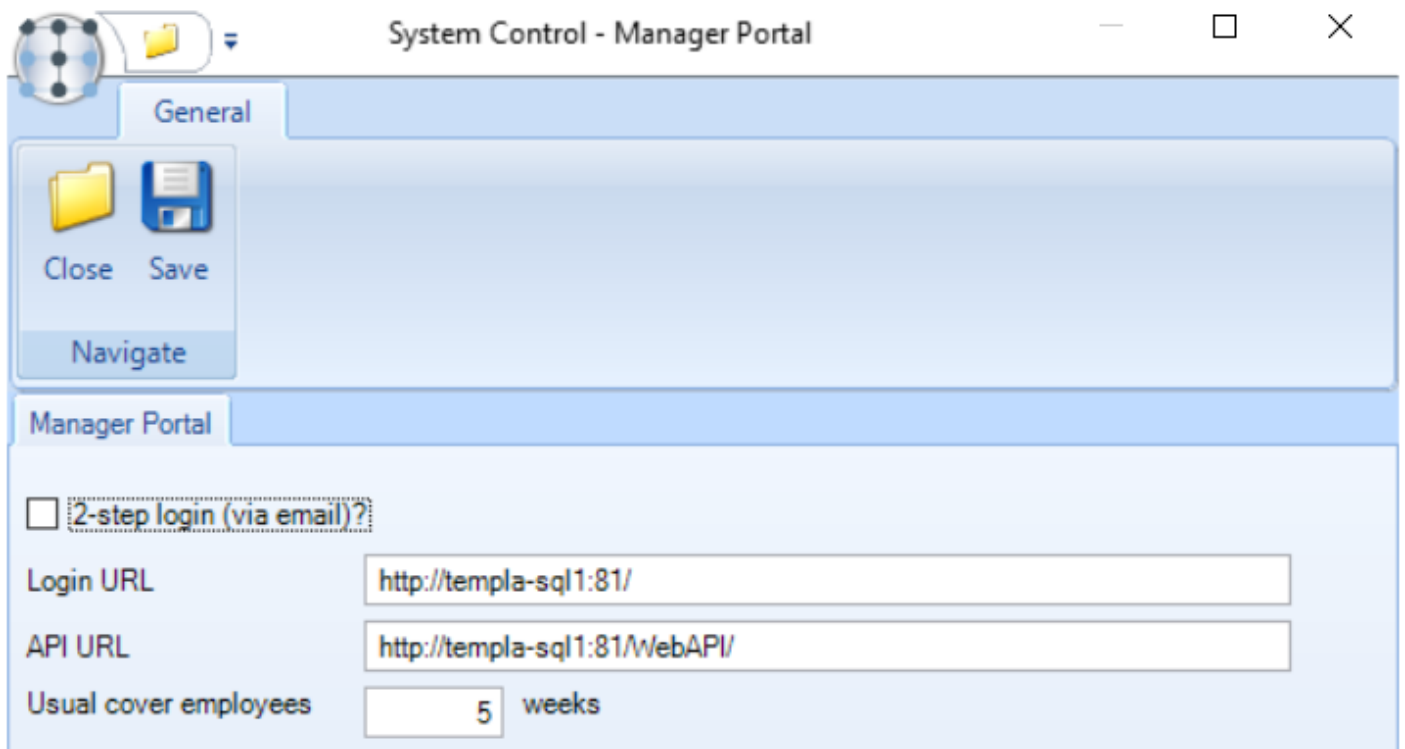 System Control - Manager Portal
General
Close Save
Navigate
Manager Portal
2-step login (via email)?
Login URL http://templa-sql1:81/
API URL http://templa-sql1:81/WebAPI/
Usual cover employees 5 weeks